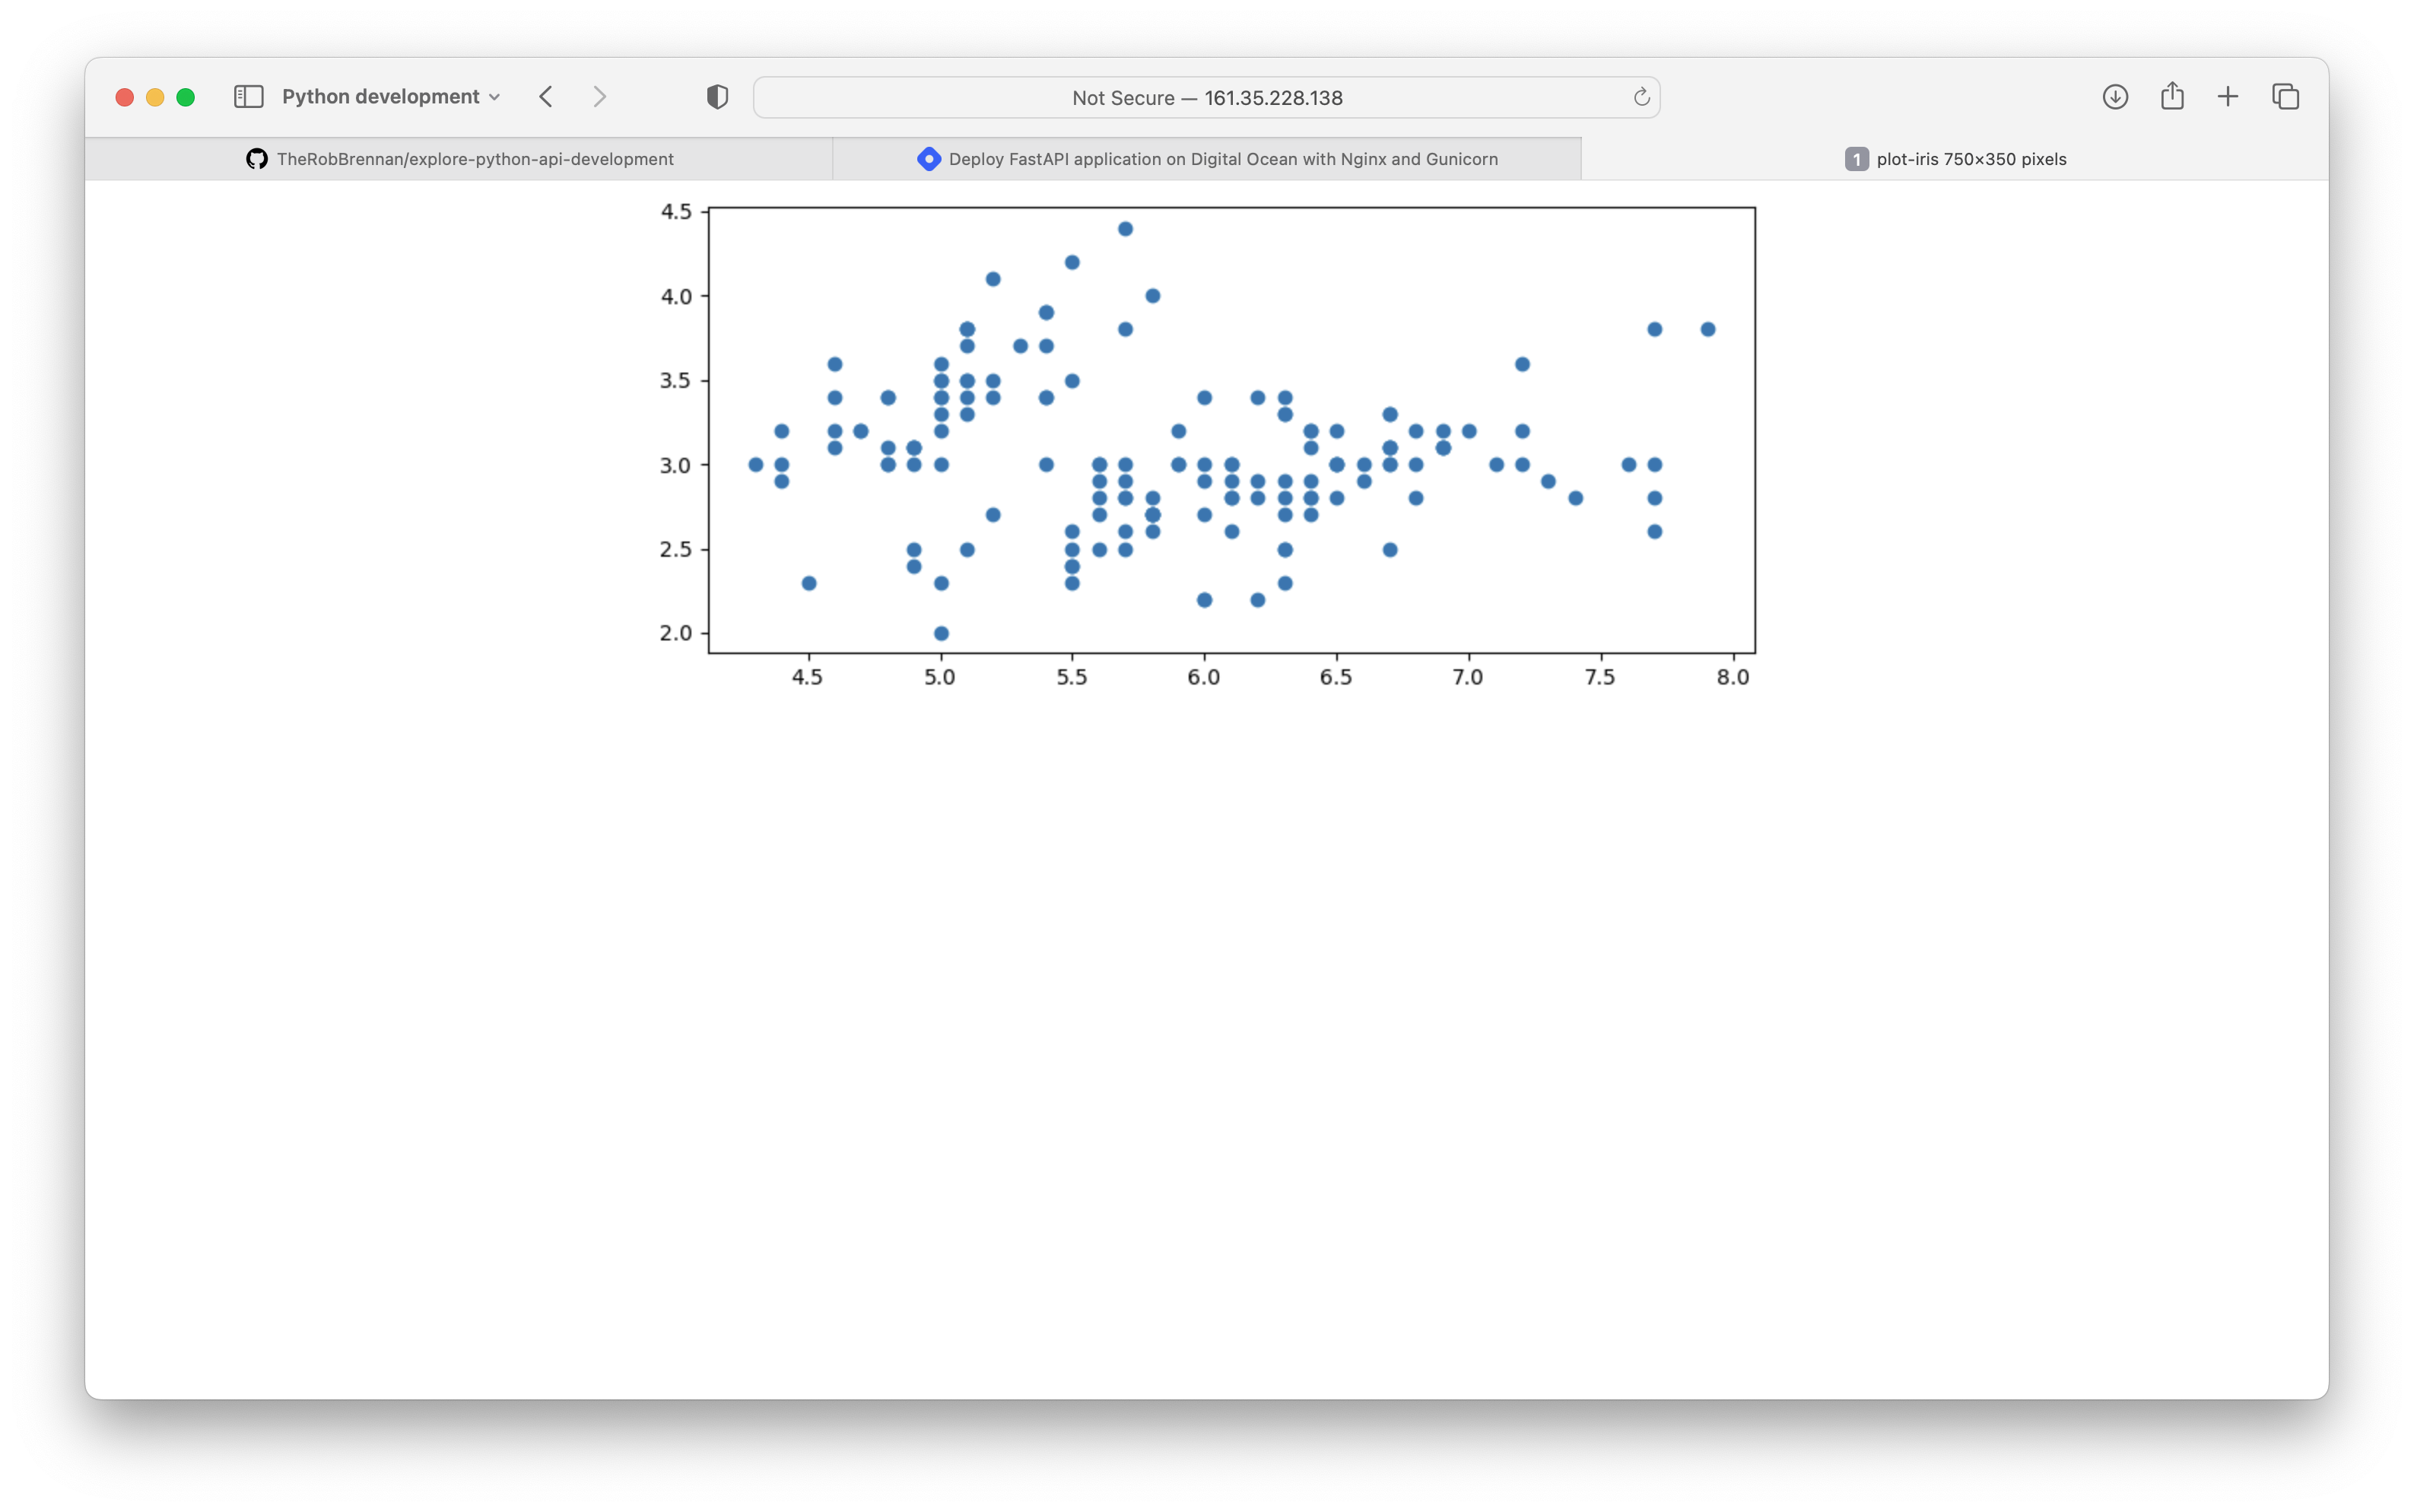 Python development
Not Secure — 161.35.228.138
TheRobBrennan/explore-python-api-development
Deploy FastAPI application on Digital Ocean with Nginx and Gunicorn
1 plot-iris 750×350 pixels
4.5
4.0
3.5
3.0
2.5
2.0
4.5 5.0 5.5 6.0 6.5 7.0 7.5 8.0